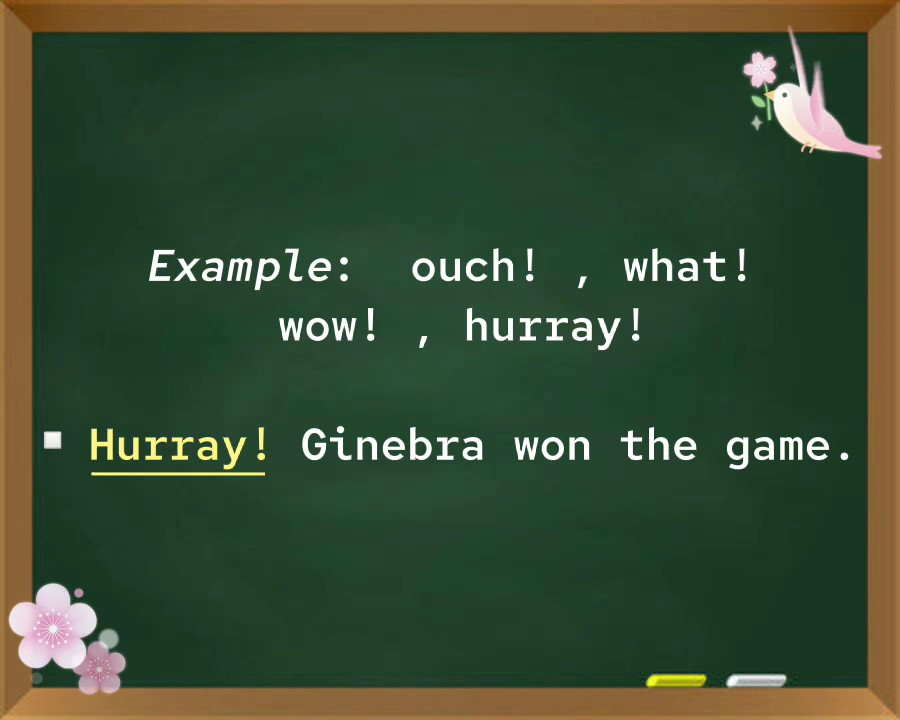 Example: ouch! , what!
wow! , hurray!
Hurray! Ginebra won the game.